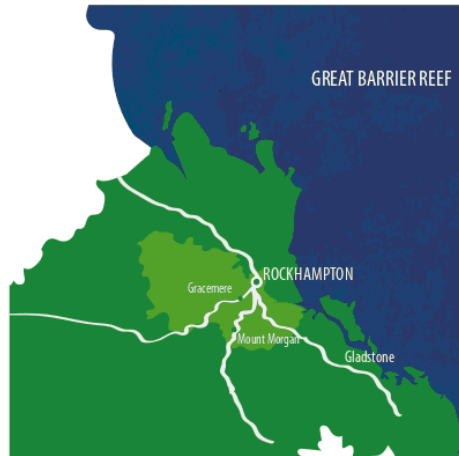 GREAT BARRIER REEF
ROCKHAMPTON
Gracemere
Mount Morgan
Gladstone